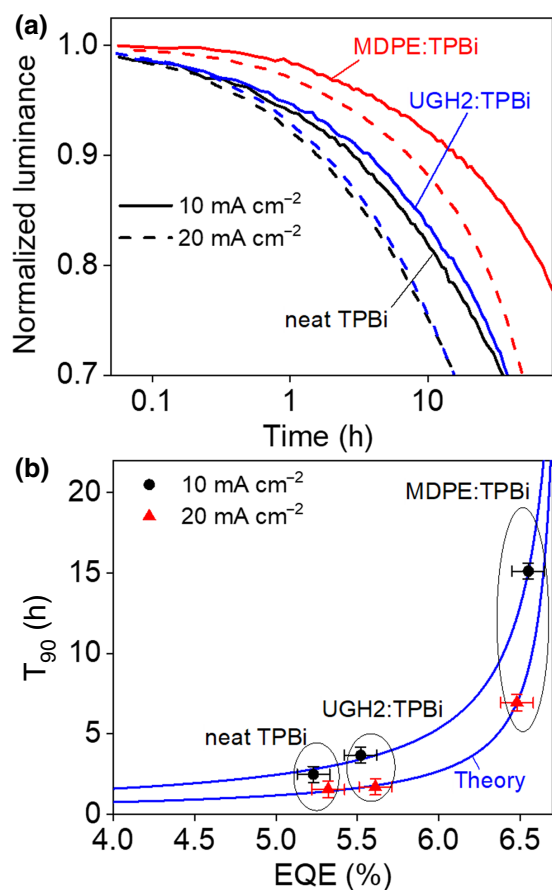 (a)
1.0
0.9
0.8
0.7
Normalized luminance
MDPE:TPBi
UGH2:TPBi
10 mA cm⁻²
20 mA cm⁻²
neat TPBi
0.1
1
10
Time (h)
(b)
10 mA cm⁻²
20 mA cm⁻²
MDPE:TPBi
UGH2:TPBi
neat TPBi
Theory
20
15
10
5
0
T₉₀ (h)
4.0
4.5
5.0
5.5
6.0
6.5
EQE (%)